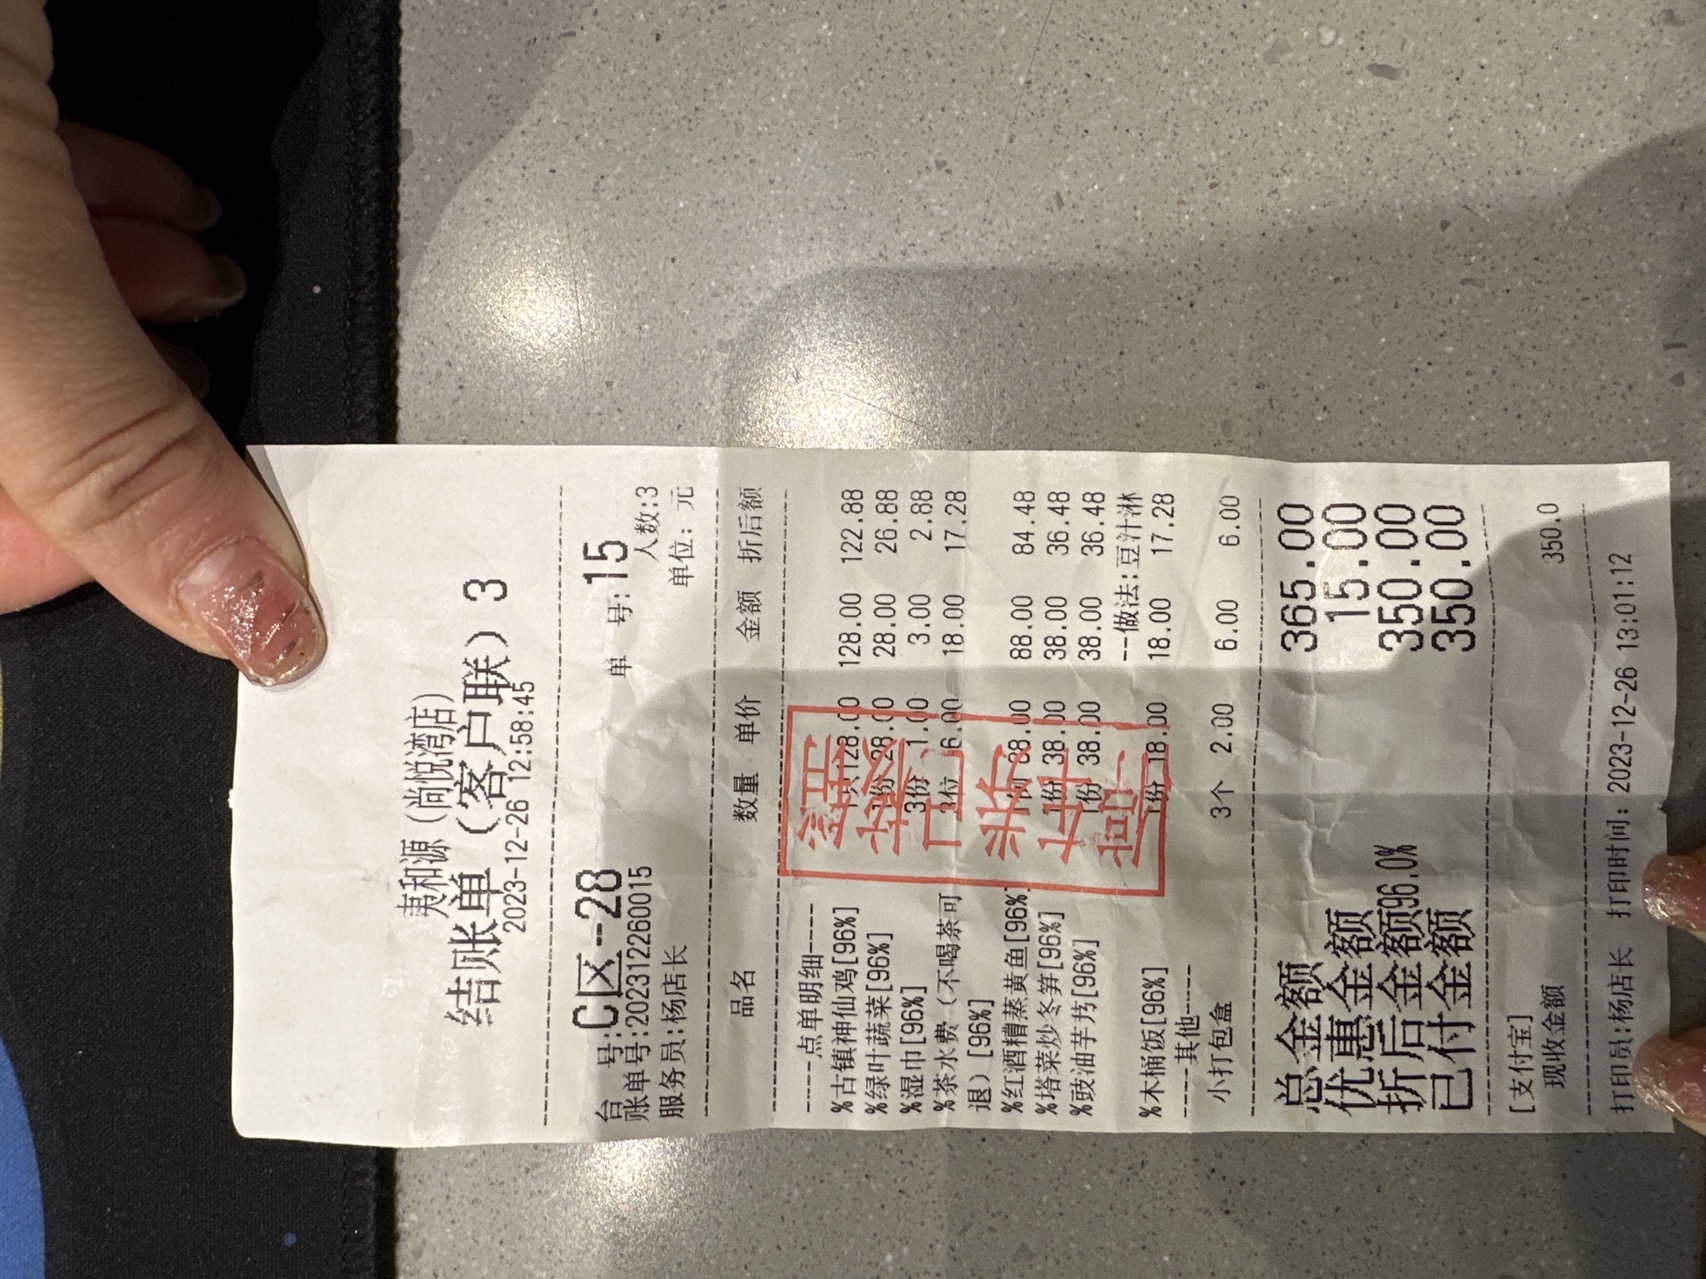 夷和源（尚悦湾店）
结账单（客户联）3
2023-12-26 12:58:45
台 号:C区-28 单 号:15
账单号:2023122260015 人数:3
服务员:杨店长 单位: 元
品名 数量 单价 金额 折后额
----点单明细----
%古镇神仙鸡[96%] 128.00 128.00 122.88
%绿叶蔬菜[96%] 1份 28.00 28.00 26.88
%湿巾[96%] 3份 1.00 3.00 2.88
%茶水费（不喝茶可 3位 6.00 18.00 17.28
退）[96%]
%红酒糟蒸黄鱼[96% 88.00 88.00 84.48
%塔菜炒冬笋[96%] 1份 38.00 38.00 36.48
%豉油芋艿[96%] 1份 38.00 38.00 36.48
--做法:豆汁淋
%木桶饭[96%] 1份 18.00 18.00 17.28
----其他----
小打包盒 3个 2.00 6.00 6.00
总金额 365.00
优惠金额 15.00
折后金额96.0% 350.00
已付金额 350.00
[支付宝]
现收金额 350.0
打印员:杨店长 打印时间: 2023-12-26 13:01:12